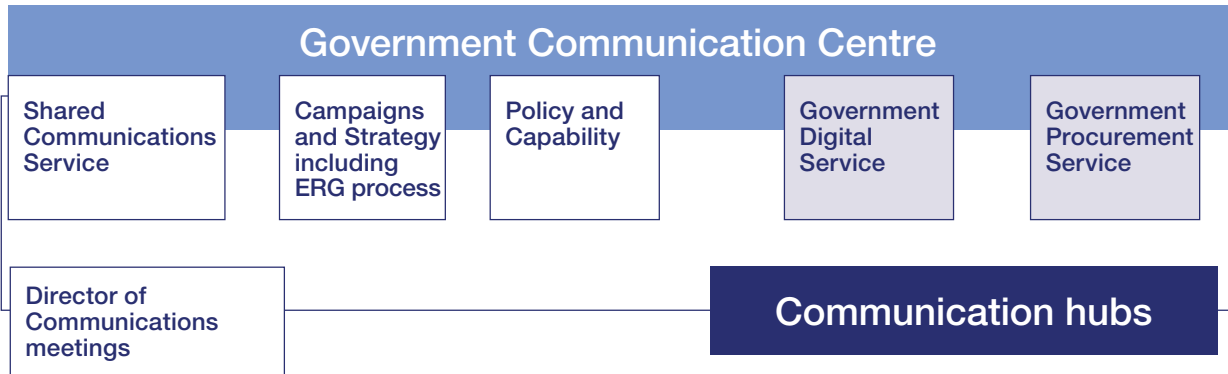 Government Communication Centre
Shared
Communications
Service
Campaigns
and Strategy
including
ERG process
Policy and
Capability
Government
Digital
Service
Government
Procurement
Service
Director of
Communications
meetings
Communication hubs